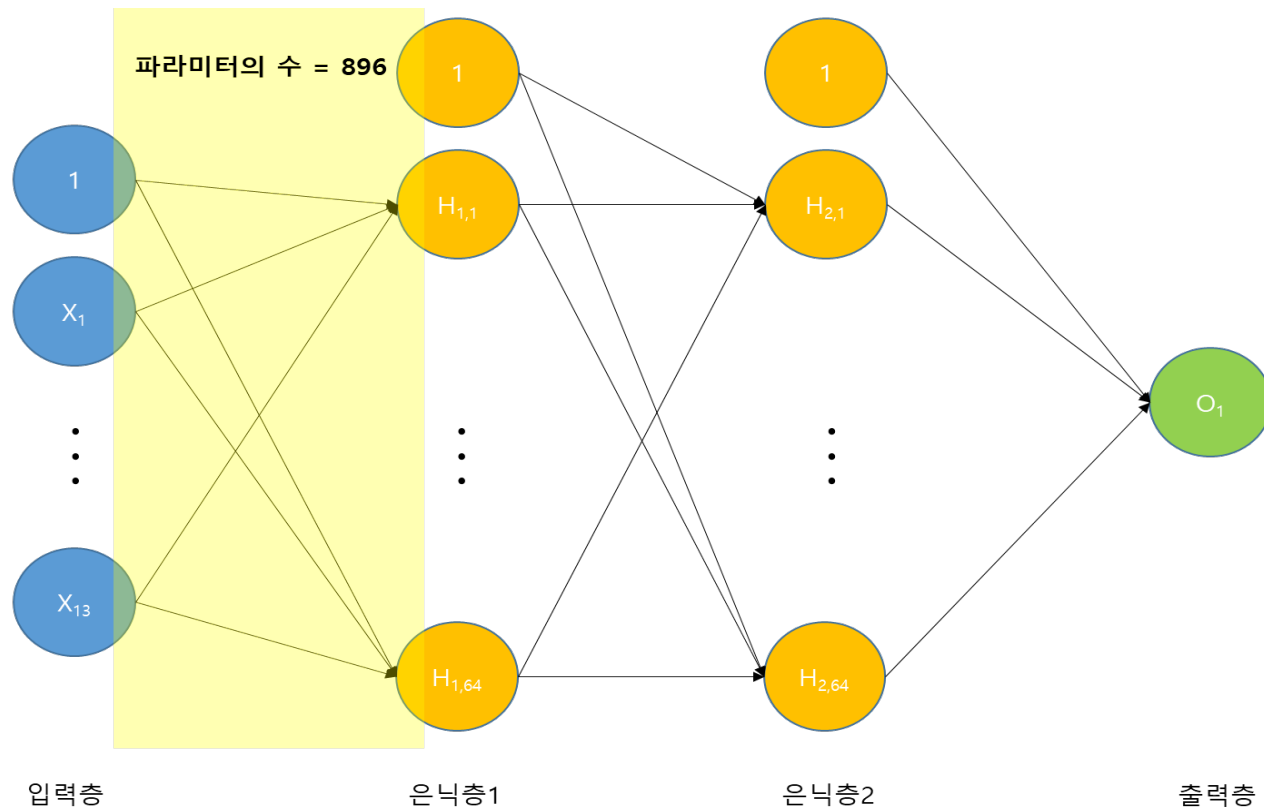 파라미터의 수 = 896
1
X₁
X₁₃
1
H₁,₁
H₁,₆₄
1
H₂,₁
H₂,₆₄
O₁
입력층
은닉층1
은닉층2
출력층